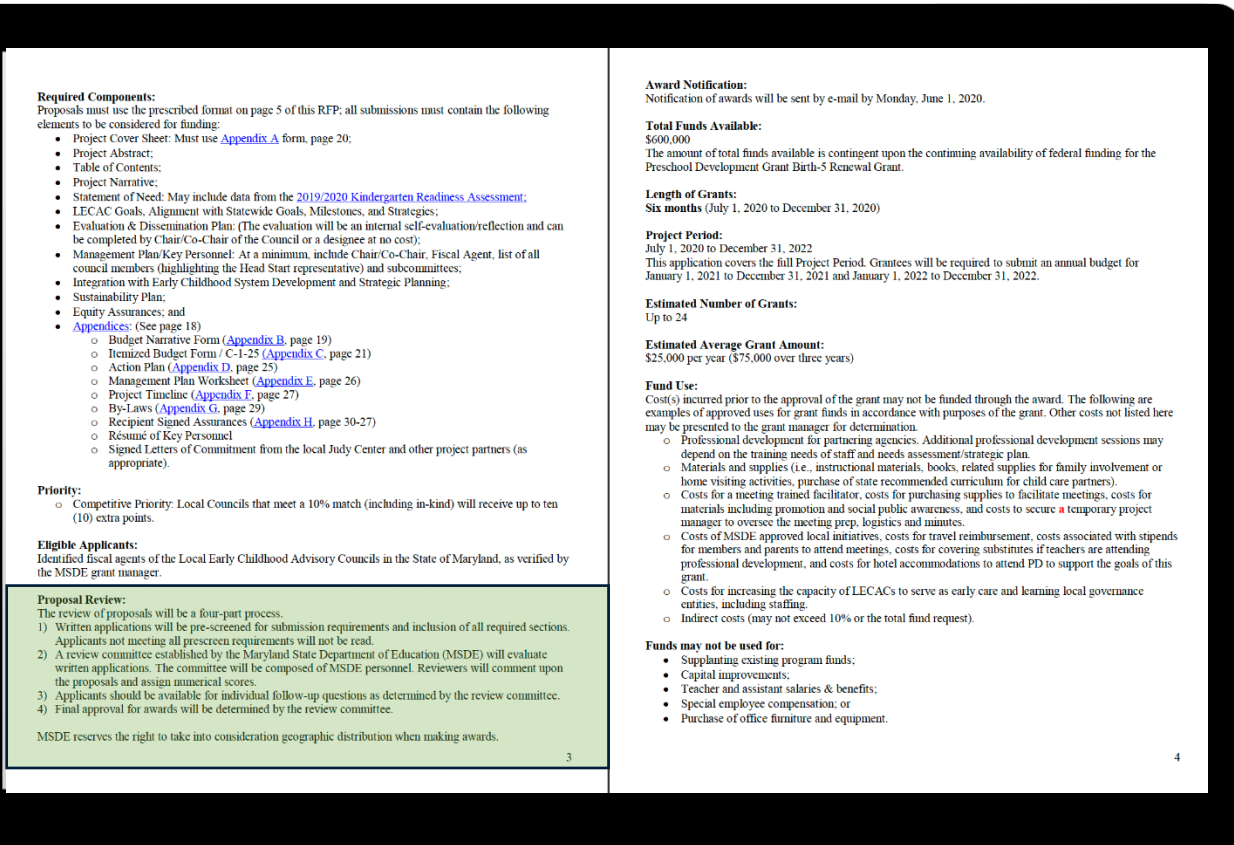 Required Components:
Proposals must use the prescribed format on page 5 of this RFP; all submissions must contain the following
elements to be considered for funding:
• Project Cover Sheet: Must use Appendix A form, page 20;
• Project Abstract;
• Table of Contents;
• Project Narrative;
• Statement of Need: May include data from the 2019/2020 Kindergarten Readiness Assessment;
• LECAC Goals, Alignment with Statewide Goals, Milestones, and Strategies;
• Evaluation & Dissemination Plan: (The evaluation will be an internal self-evaluation/reflection and can
be completed by Chair/Co-Chair of the Council or a designee at no cost);
• Management Plan/Key Personnel: At a minimum, include Chair/Co-Chair, Fiscal Agent, list of all
council members (highlighting the Head Start representative) and subcommittees;
• Integration with Early Childhood System Development and Strategic Planning;
• Sustainability Plan;
• Equity Assurances; and
• Appendices: (See page 18)
o Budget Narrative Form (Appendix B, page 19)
o Itemized Budget Form / C-1-25 (Appendix C, page 21)
o Action Plan (Appendix D, page 25)
o Management Plan Worksheet (Appendix E, page 26)
o Project Timeline (Appendix F, page 27)
o By-Laws (Appendix G, page 29)
o Recipient Signed Assurances (Appendix H, page 30-27)
o Résumé of Key Personnel
o Signed Letters of Commitment from the local Judy Center and other project partners (as
appropriate).
Priority:
o Competitive Priority: Local Councils that meet a 10% match (including in-kind) will receive up to ten
(10) extra points.
Eligible Applicants:
Identified fiscal agents of the Local Early Childhood Advisory Councils in the State of Maryland, as verified by
the MSDE grant manager.
Proposal Review:
The review of proposals will be a four-part process.
1) Written applications will be pre-screened for submission requirements and inclusion of all required sections.
Applicants not meeting all prescreen requirements will not be read.
2) A review committee established by the Maryland State Department of Education (MSDE) will evaluate
written applications. The committee will be composed of MSDE personnel. Reviewers will comment upon
the proposals and assign numerical scores.
3) Applicants should be available for individual follow-up questions as determined by the review committee.
4) Final approval for awards will be determined by the review committee.
MSDE reserves the right to take into consideration geographic distribution when making awards.
3
Award Notification:
Notification of awards will be sent by e-mail by Monday, June 1, 2020.
Total Funds Available:
$600,000
The amount of total funds available is contingent upon the continuing availability of federal funding for the
Preschool Development Grant Birth-5 Renewal Grant.
Length of Grants:
Six months (July 1, 2020 to December 31, 2020)
Project Period:
July 1, 2020 to December 31, 2022
This application covers the full Project Period. Grantees will be required to submit an annual budget for
January 1, 2021 to December 31, 2021 and January 1, 2022 to December 31, 2022.
Estimated Number of Grants:
Up to 24
Estimated Average Grant Amount:
$25,000 per year ($75,000 over three years)
Fund Use:
Cost(s) incurred prior to the approval of the grant may not be funded through the award. The following are
examples of approved uses for grant funds in accordance with purposes of the grant. Other costs not listed here
may be presented to the grant manager for determination.
o Professional development for partnering agencies. Additional professional development sessions may
depend on the training needs of staff and needs assessment/strategic plan.
o Materials and supplies (i.e., instructional materials, books, related supplies for family involvement or
home visiting activities, purchase of state recommended curriculum for child care partners).
o Costs for a meeting trained facilitator, costs for purchasing supplies to facilitate meetings, costs for
materials including promotion and social public awareness, and costs to secure a temporary project
manager to oversee the meeting prep, logistics and minutes.
o Costs of MSDE approved local initiatives, costs for travel reimbursement, costs associated with stipends
for members and parents to attend meetings, costs for covering substitutes if teachers are attending
professional development, and costs for hotel accommodations to attend PD to support the goals of this
grant.
o Costs for increasing the capacity of LECACs to serve as early care and learning local governance
entities, including staffing.
o Indirect costs (may not exceed 10% or the total fund request).
Funds may not be used for:
• Supplanting existing program funds;
• Capital improvements;
• Teacher and assistant salaries & benefits;
• Special employee compensation; or
• Purchase of office furniture and equipment.
4